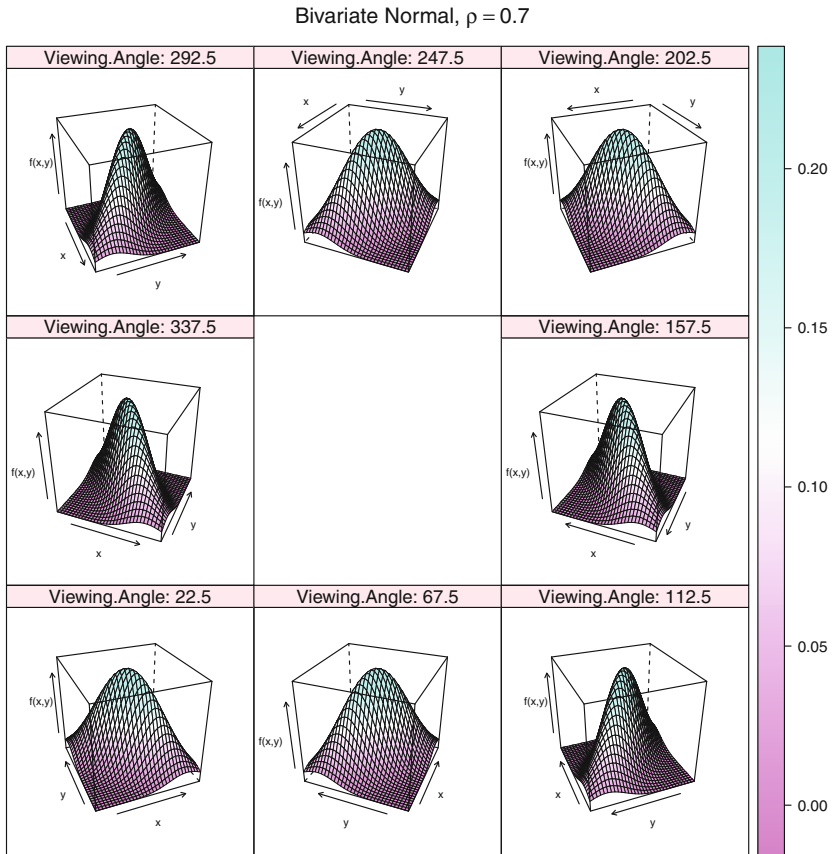 Bivariate Normal, ρ = 0.7
Viewing.Angle: 292.5
f(x,y)
x
y
Viewing.Angle: 247.5
x
y
f(x,y)
Viewing.Angle: 202.5
x
y
f(x,y)
Viewing.Angle: 337.5
f(x,y)
x
y
Viewing.Angle: 157.5
f(x,y)
x
y
Viewing.Angle: 22.5
f(x,y)
y
x
Viewing.Angle: 67.5
f(x,y)
y
x
Viewing.Angle: 112.5
f(x,y)
x
y
0.20
0.15
0.10
0.05
0.00